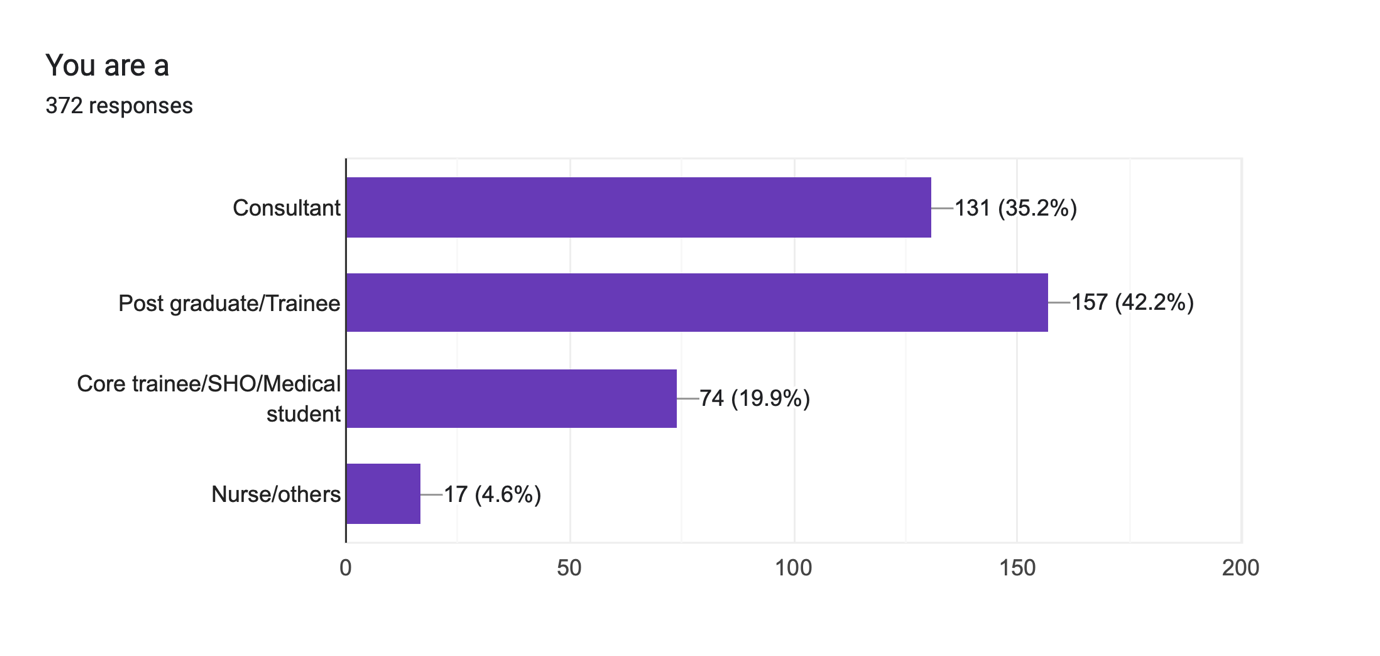 You are a
372 responses
Consultant
131 (35.2%)
Post graduate/Trainee
157 (42.2%)
Core trainee/SHO/Medical
student
74 (19.9%)
Nurse/others
17 (4.6%)
0
50
100
150
200